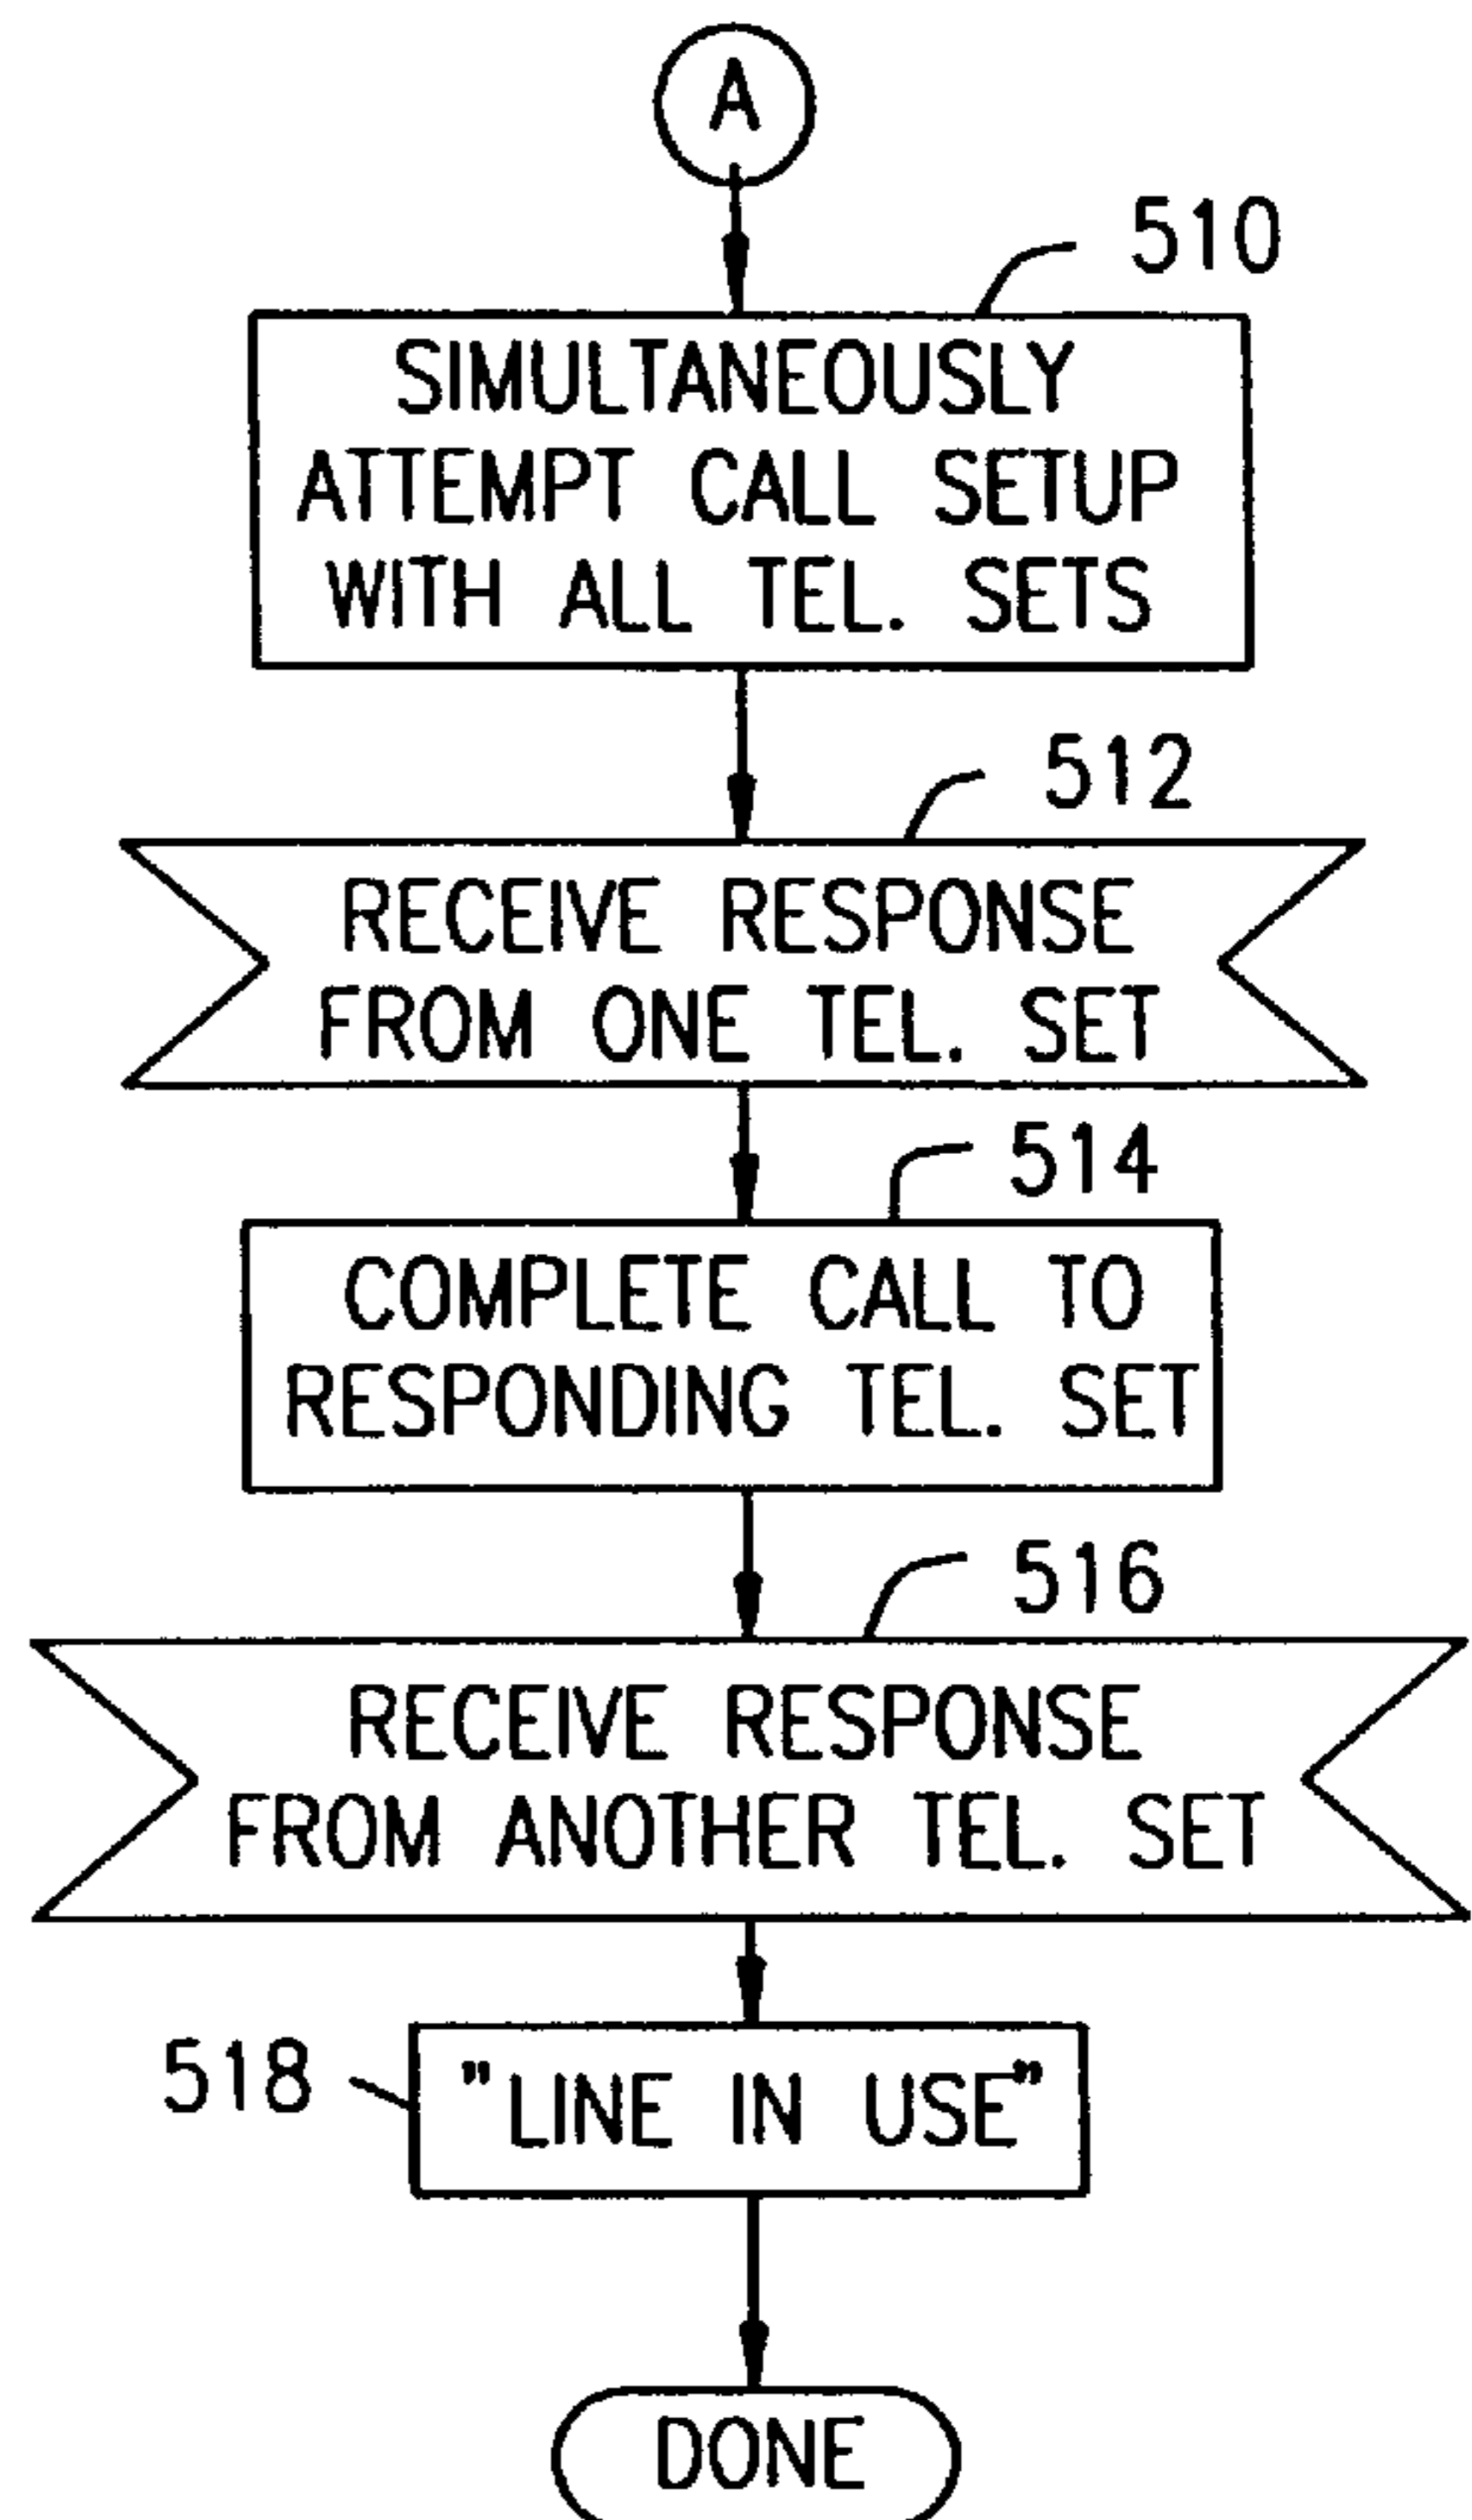 A
510
SIMULTANEOUSLY
ATTEMPT CALL SETUP
WITH ALL TEL. SETS
512
RECEIVE RESPONSE
FROM ONE TEL. SET
514
COMPLETE CALL TO
RESPONDING TEL. SET
516
RECEIVE RESPONSE
FROM ANOTHER TEL. SET
518
"LINE IN USE"
DONE